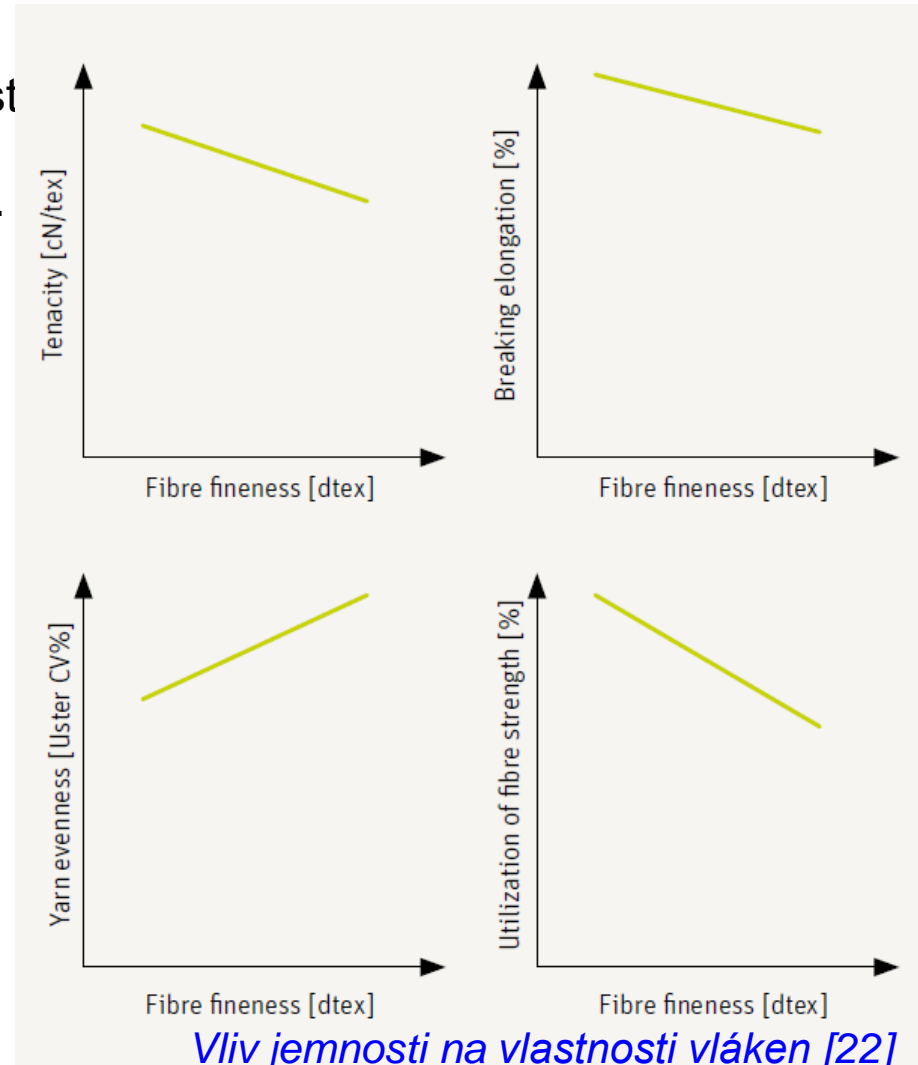 st
.
Tenacity [cN/tex]
Fibre fineness [dtex]
Breaking elongation [%]
Fibre fineness [dtex]
Yarn evenness [Uster CV%]
Fibre fineness [dtex]
Utilization of fibre strength [%]
Fibre fineness [dtex]
Vliv jemnosti na vlastnosti vláken [22]